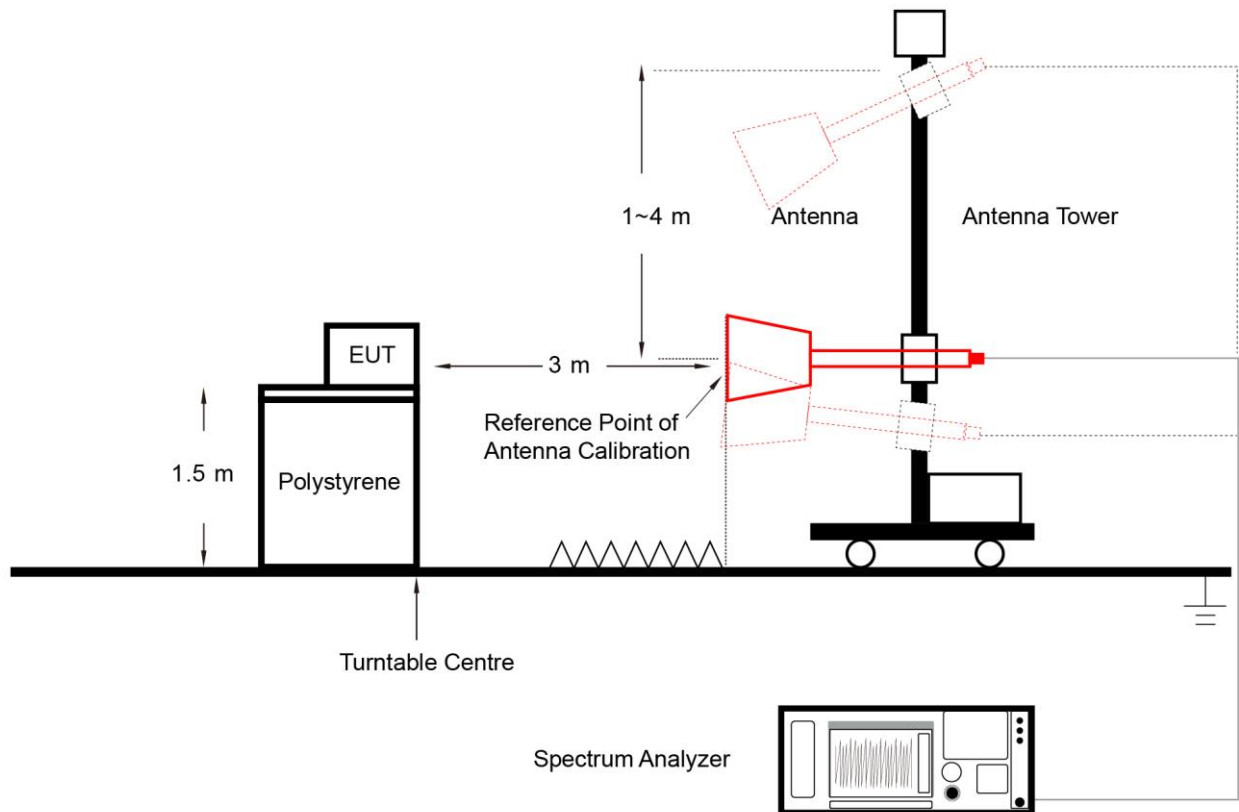 1~4 m
Antenna
Antenna Tower
EUT
3 m
Reference Point of
Antenna Calibration
1.5 m
Polystyrene
Turntable Centre
Spectrum Analyzer